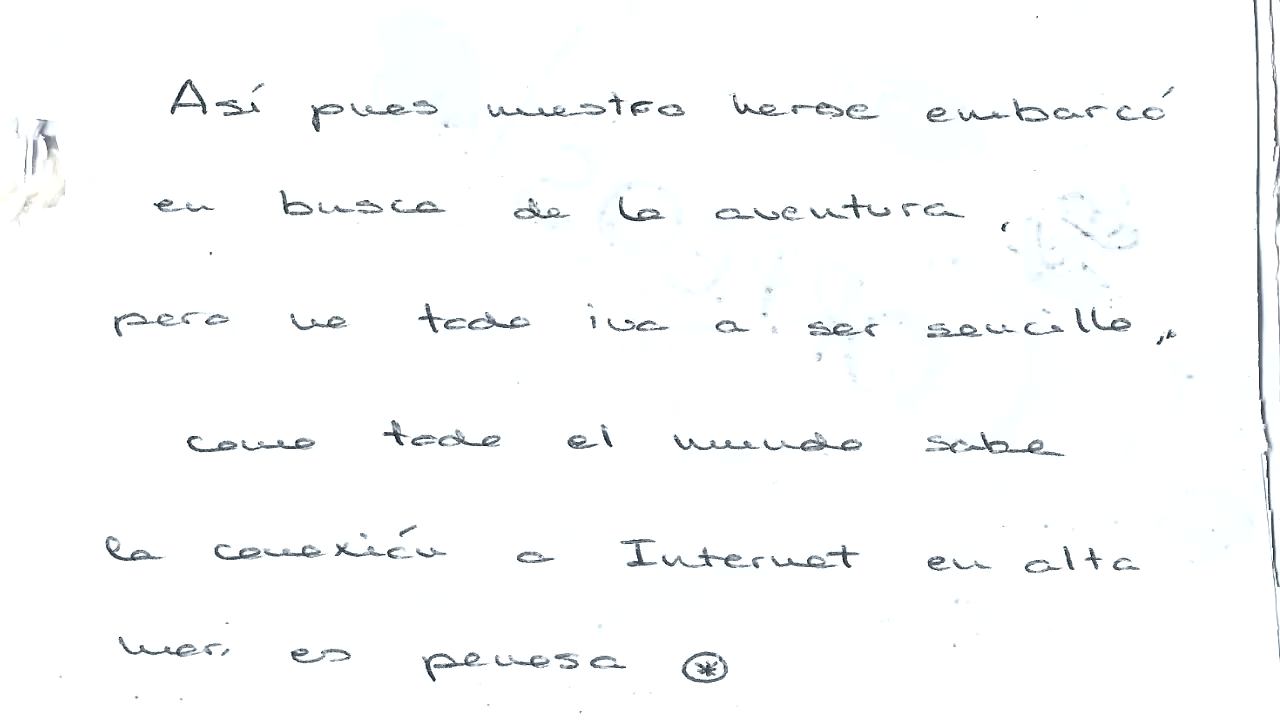 Así pues nuestro heroe embarcó
en busca de la aventura,
pero no todo iva a ser sencillo,
como todo el mundo sabe
la conexión a Internet en alta
mar, es penosa *